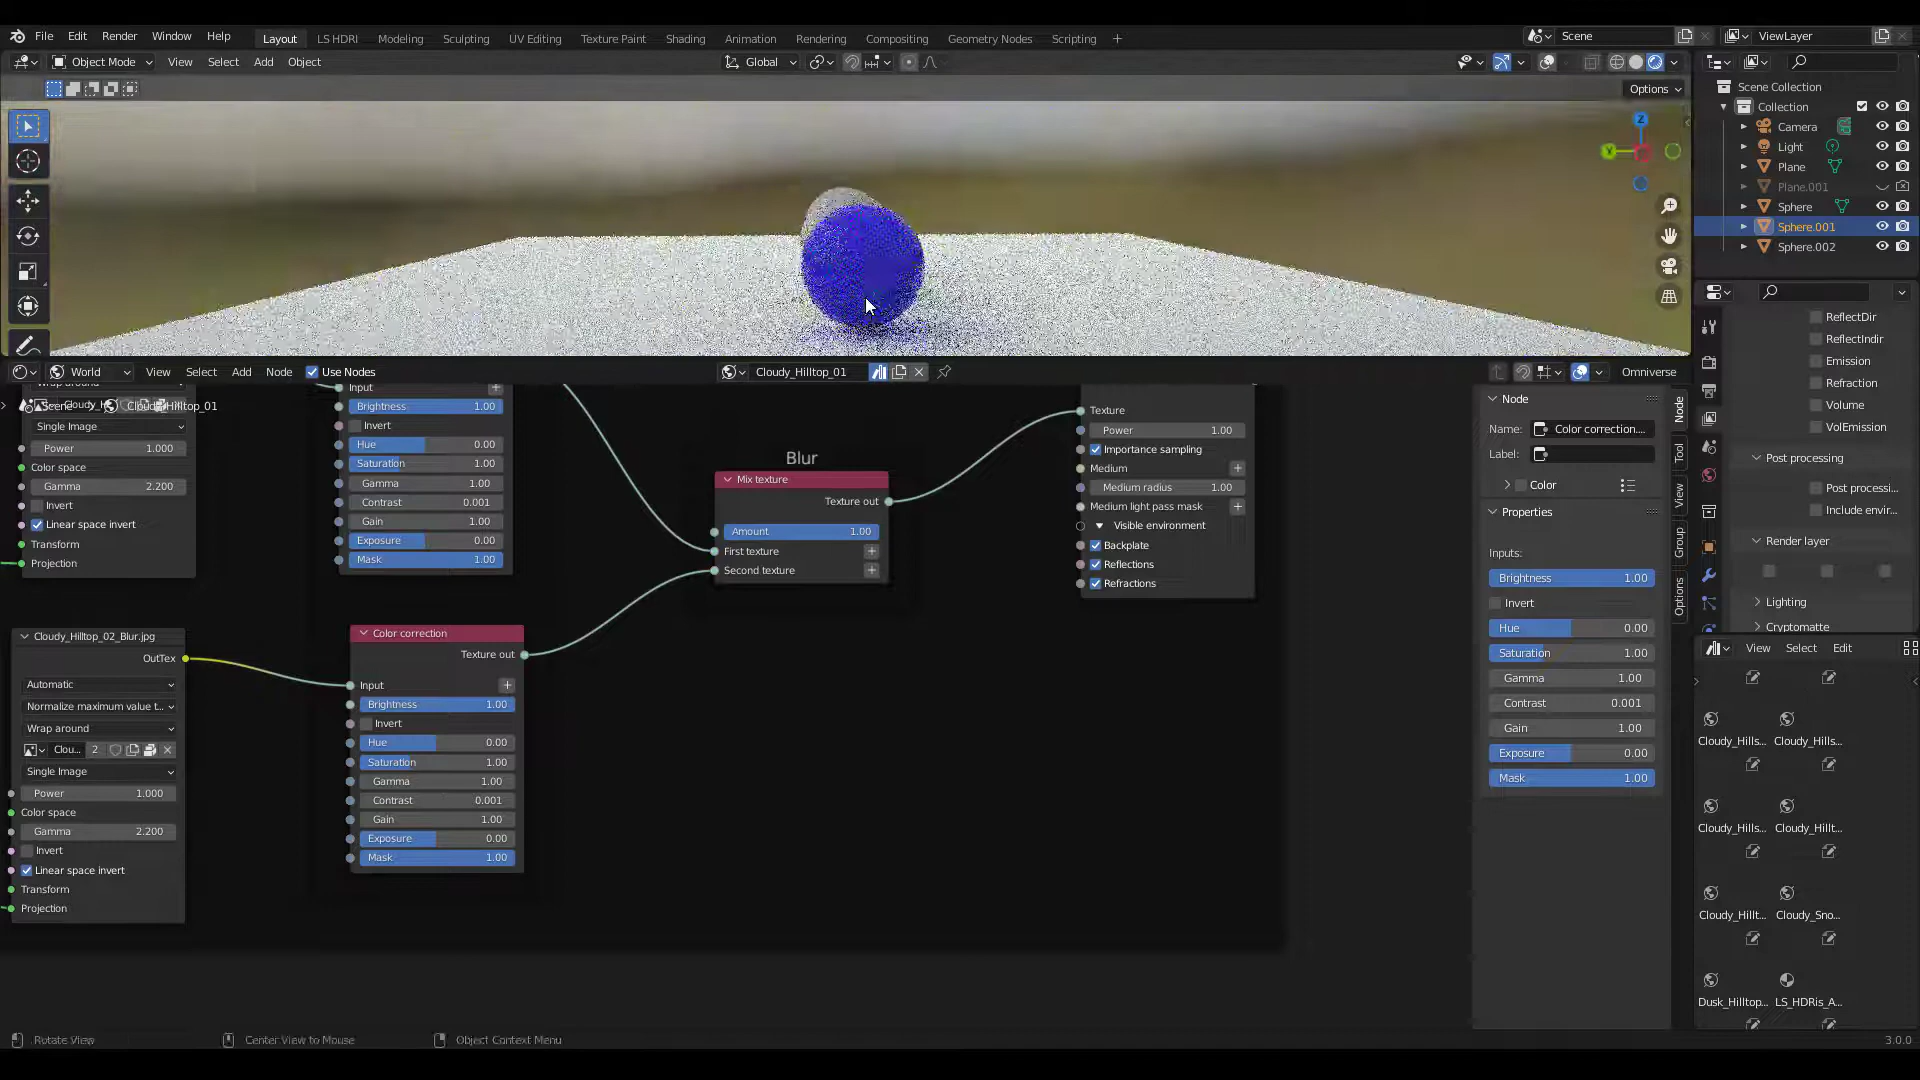 File Edit Render Window Help
Layout LS HDRI Modeling Sculpting UV Editing Texture Paint Shading Animation Rendering Compositing Geometry Nodes Scripting +
Scene
ViewLayer
Object Mode View Select Add Object
Global
Options
Scene Collection
Collection
Camera
Light
Plane
Plane.001
Sphere
Sphere.001
Sphere.002
Z
Y
World View Select Add Node Use Nodes
Cloudy_Hilltop_01
Omniverse
Cloudy_Hilltop_01
Single Image
Power 1.000
Color space
Gamma 2.200
Invert
Linear space invert
Transform
Projection
Input
Brightness 1.00
Invert
Hue 0.00
Saturation 1.00
Gamma 1.00
Contrast 0.001
Gain 1.00
Exposure 0.00
Mask 1.00
Blur
Mix texture
Texture out
Amount 1.00
First texture
Second texture
Texture
Power 1.00
Importance sampling
Medium
Medium radius 1.00
Medium light pass mask
Visible environment
Backplate
Reflections
Refractions
Cloudy_Hilltop_02_Blur.jpg
OutTex
Automatic
Normalize maximum value t...
Wrap around
Clou... 2
Single Image
Power 1.000
Color space
Gamma 2.200
Invert
Linear space invert
Transform
Projection
Color correction
Texture out
Input
Brightness 1.00
Invert
Hue 0.00
Saturation 1.00
Gamma 1.00
Contrast 0.001
Gain 1.00
Exposure 0.00
Mask 1.00
Node
Name: Color correction....
Label:
Color
Properties
Inputs:
Brightness 1.00
Invert
Hue 0.00
Saturation 1.00
Gamma 1.00
Contrast 0.001
Gain 1.00
Exposure 0.00
Mask 1.00
Node
Tool
View
Group
Options
ReflectDir
ReflectIndir
Emission
Refraction
Volume
VolEmission
Post processing
Post processi...
Include envir...
Render layer
Lighting
Cryptomatte
View Select Edit
Cloudy_Hills... Cloudy_Hills...
Cloudy_Hills... Cloudy_Hillt...
Cloudy_Hillt... Cloudy_Sno...
Dusk_Hilltop... LS_HDRis_A...
Rotate View
Center View to Mouse
Object Context Menu
3.0.0